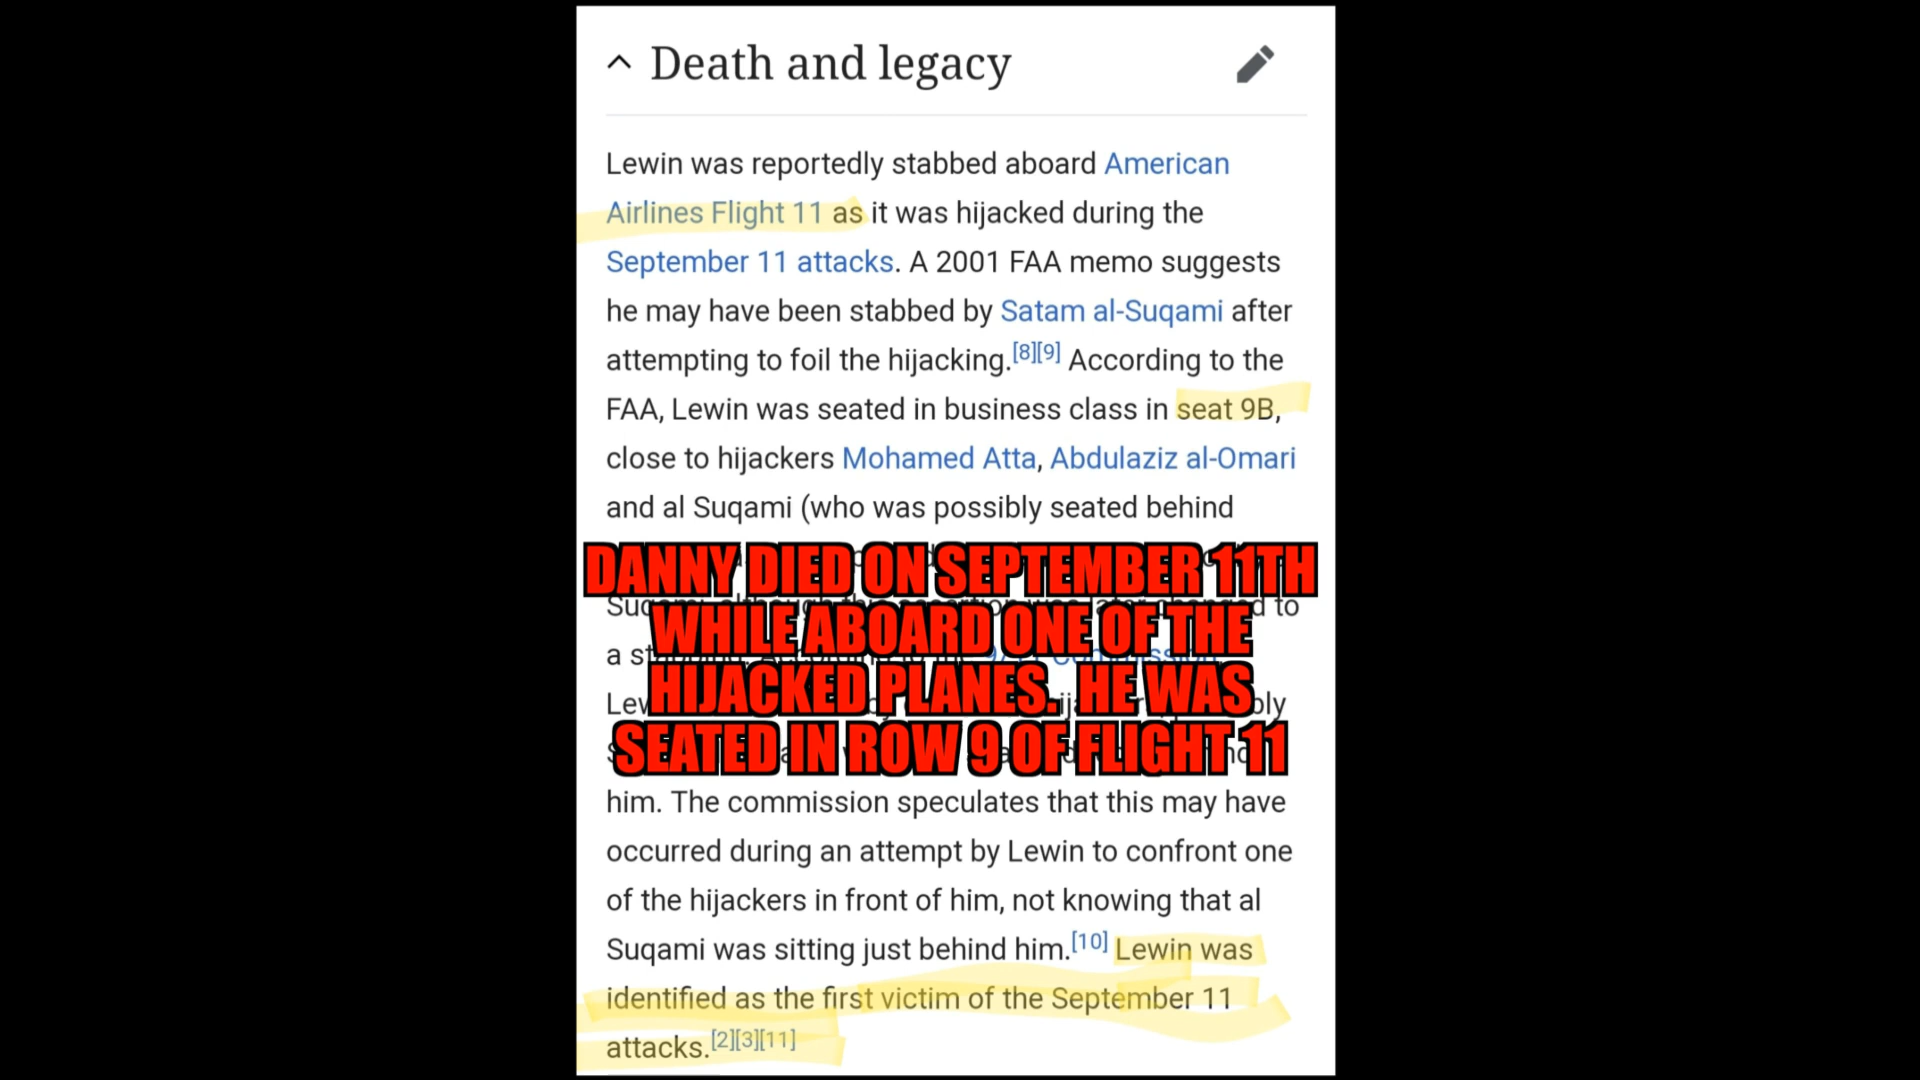 Death and legacy
Lewin was reportedly stabbed aboard American
Airlines Flight 11 as it was hijacked during the
September 11 attacks. A 2001 FAA memo suggests
he may have been stabbed by Satam al-Suqami after
attempting to foil the hijacking.[8][9] According to the
FAA, Lewin was seated in business class in seat 9B,
close to hijackers Mohamed Atta, Abdulaziz al-Omari
and al Suqami (who was possibly seated behind
DANNY DIED ON SEPTEMBER 11TH
WHILE ABOARD ONE OF THE
HIJACKED PLANES. HE WAS
SEATED IN ROW 9 OF FLIGHT 11
him. The commission speculates that this may have
occurred during an attempt by Lewin to confront one
of the hijackers in front of him, not knowing that al
Suqami was sitting just behind him.[10] Lewin was
identified as the first victim of the September 11
attacks.[2][3][11]